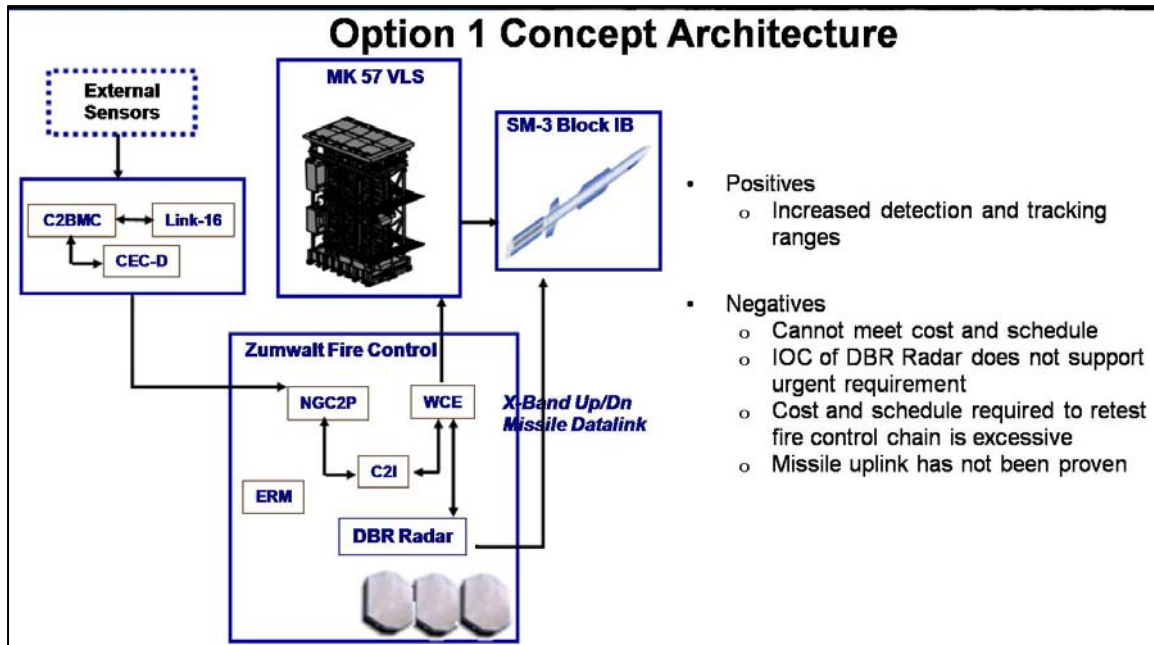 Option 1 Concept Architecture
External
Sensors
C2BMC
Link-16
CEC-D
MK 57 VLS
SM-3 Block IB
Zumwalt Fire Control
NGC2P
WCE
C2I
ERM
DBR Radar
X-Band Up/Dn
Missile Datalink
• Positives
o Increased detection and tracking
ranges
• Negatives
o Cannot meet cost and schedule
o IOC of DBR Radar does not support
urgent requirement
o Cost and schedule required to retest
fire control chain is excessive
o Missile uplink has not been proven